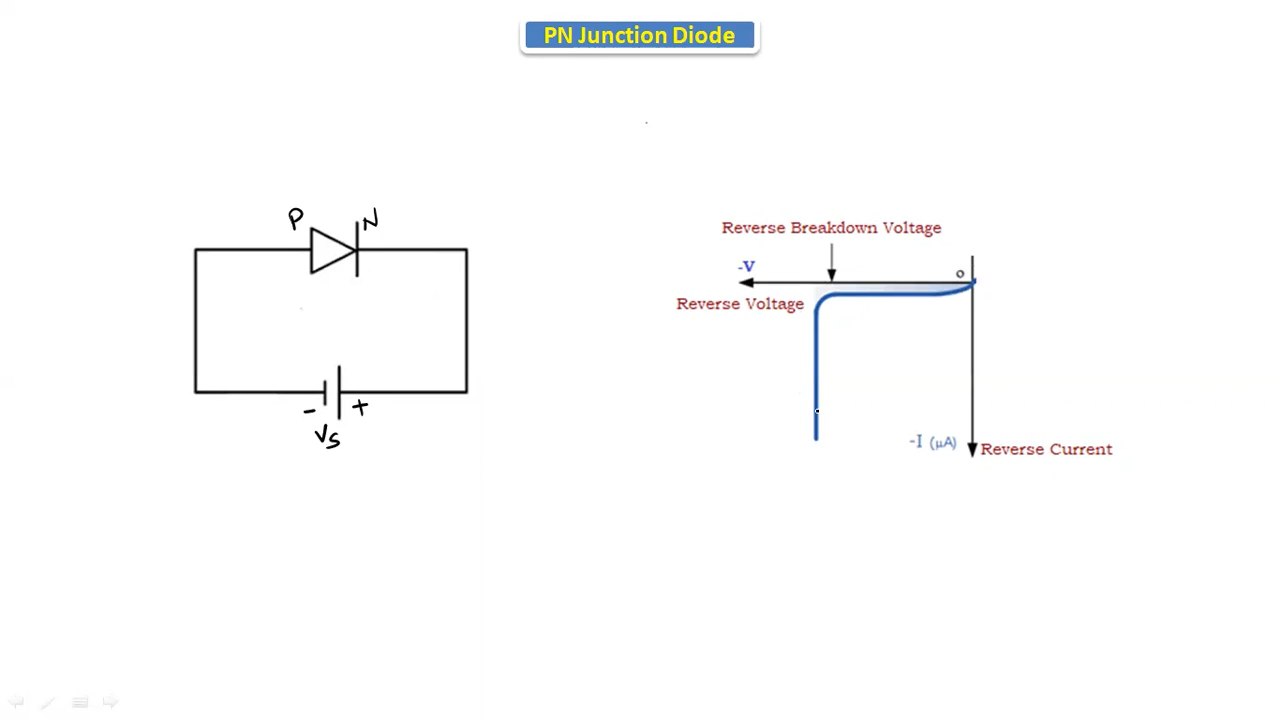 PN Junction Diode
P N
- +
Vs
Reverse Breakdown Voltage
-V
o
Reverse Voltage
-I (μA)
Reverse Current